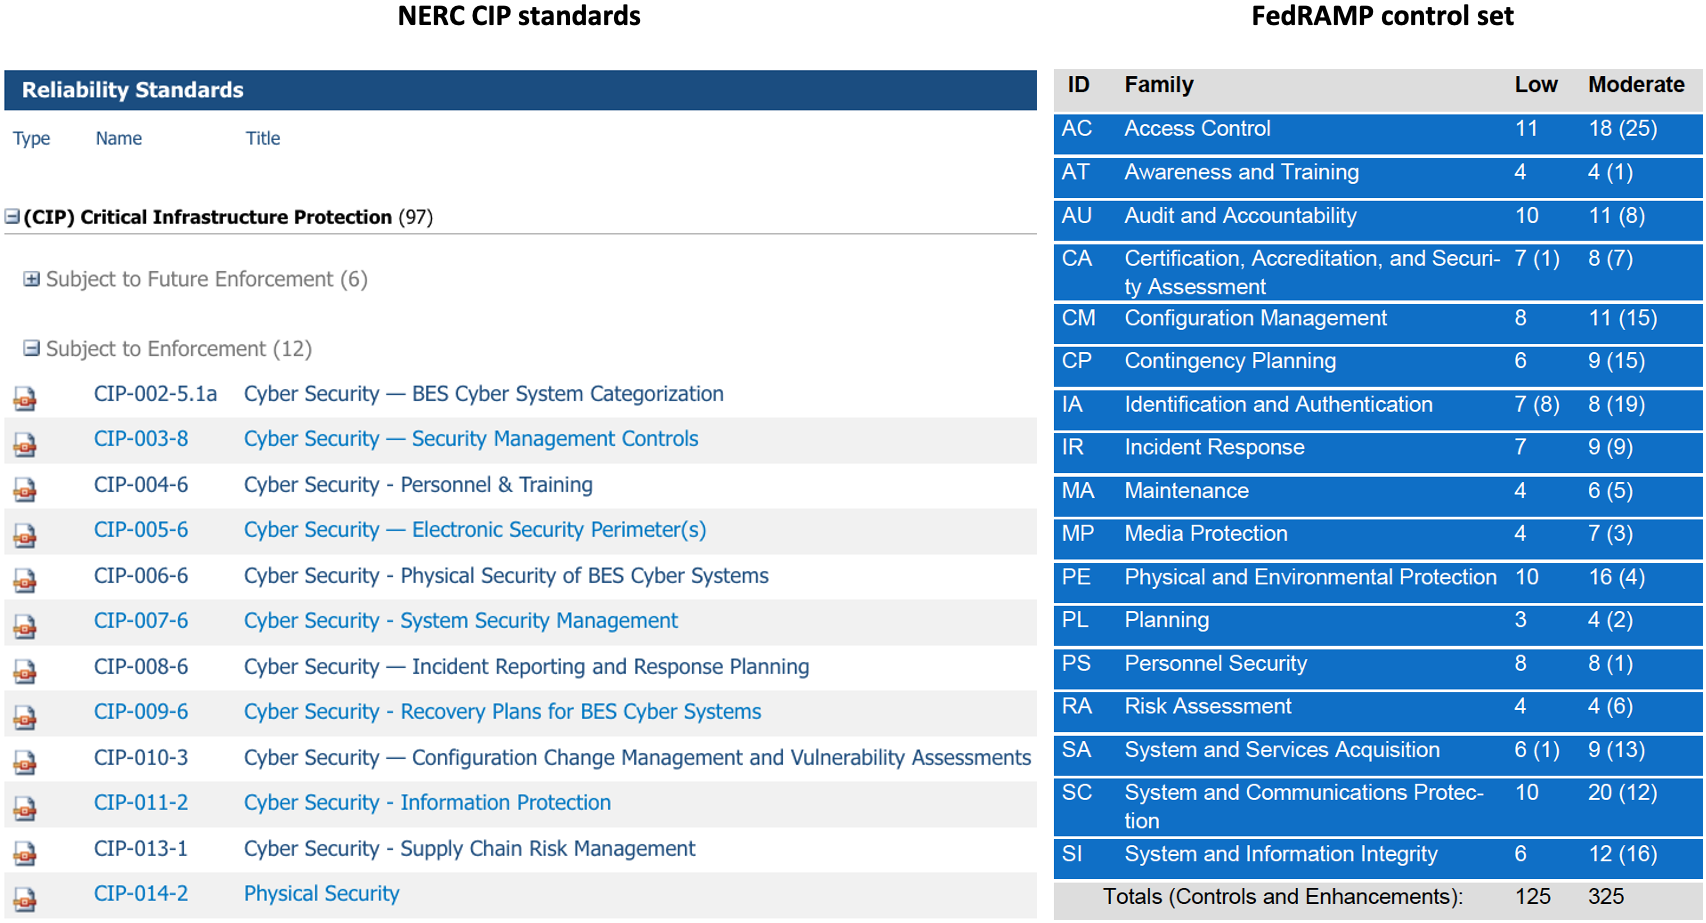 NERC CIP standards
Reliability Standards
Type Name Title
(CIP) Critical Infrastructure Protection (97)
Subject to Future Enforcement (6)
Subject to Enforcement (12)
CIP-002-5.1a Cyber Security — BES Cyber System Categorization
CIP-003-8 Cyber Security — Security Management Controls
CIP-004-6 Cyber Security - Personnel & Training
CIP-005-6 Cyber Security — Electronic Security Perimeter(s)
CIP-006-6 Cyber Security - Physical Security of BES Cyber Systems
CIP-007-6 Cyber Security - System Security Management
CIP-008-6 Cyber Security — Incident Reporting and Response Planning
CIP-009-6 Cyber Security - Recovery Plans for BES Cyber Systems
CIP-010-3 Cyber Security — Configuration Change Management and Vulnerability Assessments
CIP-011-2 Cyber Security - Information Protection
CIP-013-1 Cyber Security - Supply Chain Risk Management
CIP-014-2 Physical Security
FedRAMP control set
ID Family Low Moderate
AC Access Control 11 18 (25)
AT Awareness and Training 4 4 (1)
AU Audit and Accountability 10 11 (8)
CA Certification, Accreditation, and Securi- 7 (1) 8 (7)
ty Assessment
CM Configuration Management 8 11 (15)
CP Contingency Planning 6 9 (15)
IA Identification and Authentication 7 (8) 8 (19)
IR Incident Response 7 9 (9)
MA Maintenance 4 6 (5)
MP Media Protection 4 7 (3)
PE Physical and Environmental Protection 10 16 (4)
PL Planning 3 4 (2)
PS Personnel Security 8 8 (1)
RA Risk Assessment 4 4 (6)
SA System and Services Acquisition 6 (1) 9 (13)
SC System and Communications Protec- 10 20 (12)
tion
SI System and Information Integrity 6 12 (16)
Totals (Controls and Enhancements): 125 325